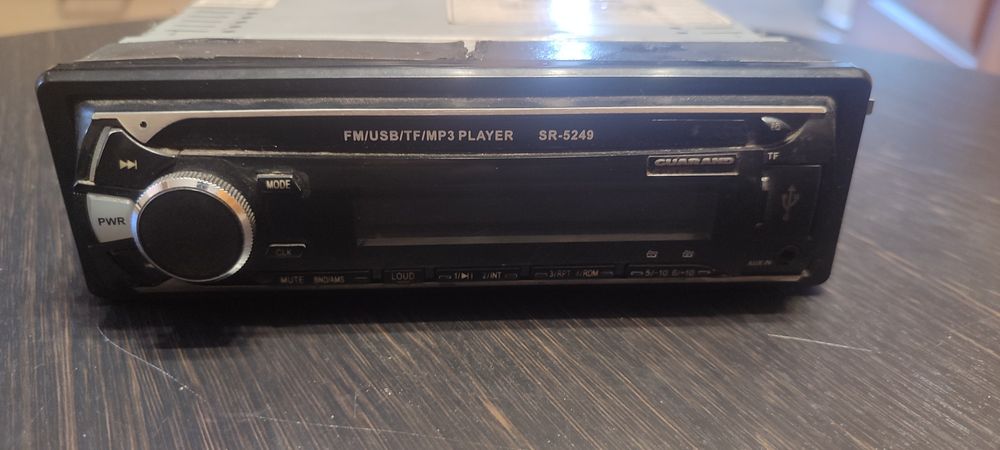 FM/USB/TF/MP3 PLAYER SR-5249
TF
MODE
PWR
CLK
AUX-IN
MUTE BND/AMS LOUD 1/▶II 2/INT 3/RPT 4/RDM 5/-10 6/+10